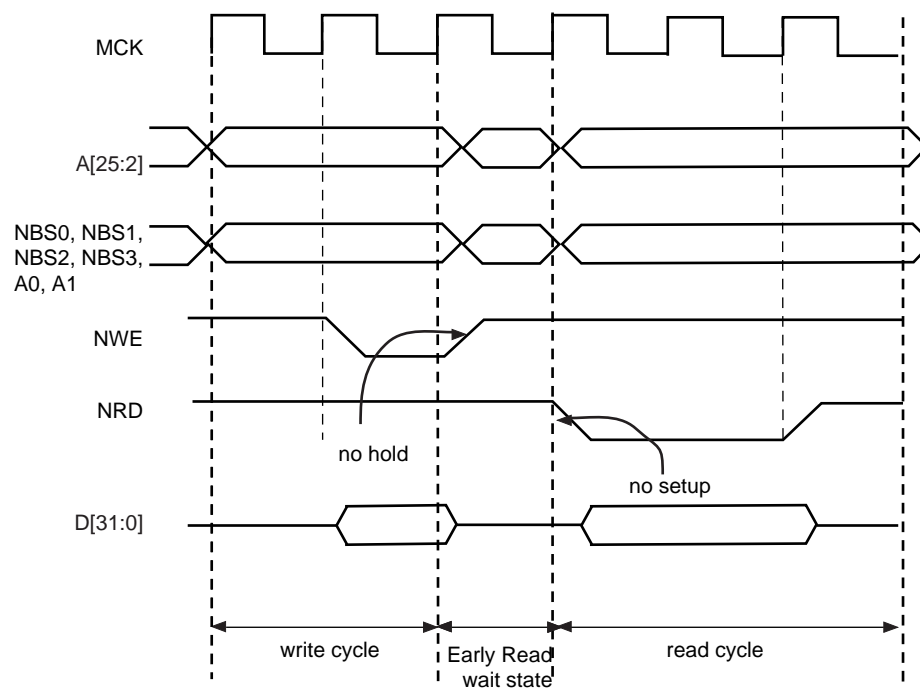 MCK
A[25:2]
NBS0, NBS1,
NBS2, NBS3,
A0, A1
NWE
NRD
no hold
no setup
D[31:0]
write cycle
Early Read
wait state
read cycle